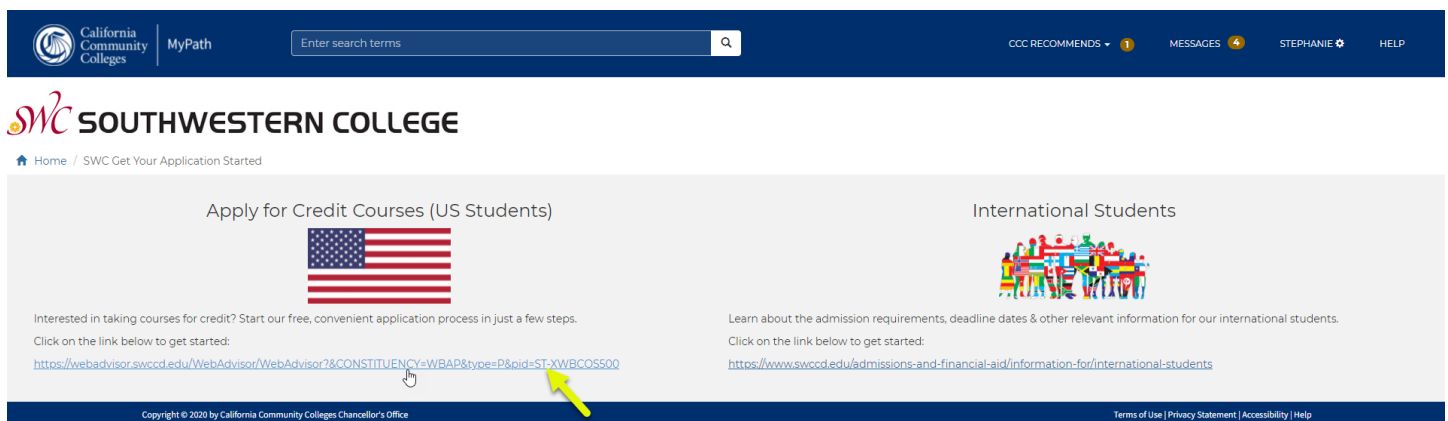 California
Community
Colleges
MyPath
Enter search terms
CCC RECOMMENDS 1 MESSAGES 4 STEPHANIE HELP
SWC SOUTHWESTERN COLLEGE
Home / SWC Get Your Application Started
Apply for Credit Courses (US Students)
Interested in taking courses for credit? Start our free, convenient application process in just a few steps.
Click on the link below to get started:
https://webadvisor.swccd.edu/WebAdvisor/WebAdvisor?&CONSTITUENCY=WBAP&type=P&pid=ST-XWBCOS500
International Students
Learn about the admission requirements, deadline dates & other relevant information for our international students.
Click on the link below to get started:
https://www.swccd.edu/admissions-and-financial-aid/information-for/international-students
Copyright © 2020 by California Community Colleges Chancellor's Office
Terms of Use | Privacy Statement | Accessibility | Help